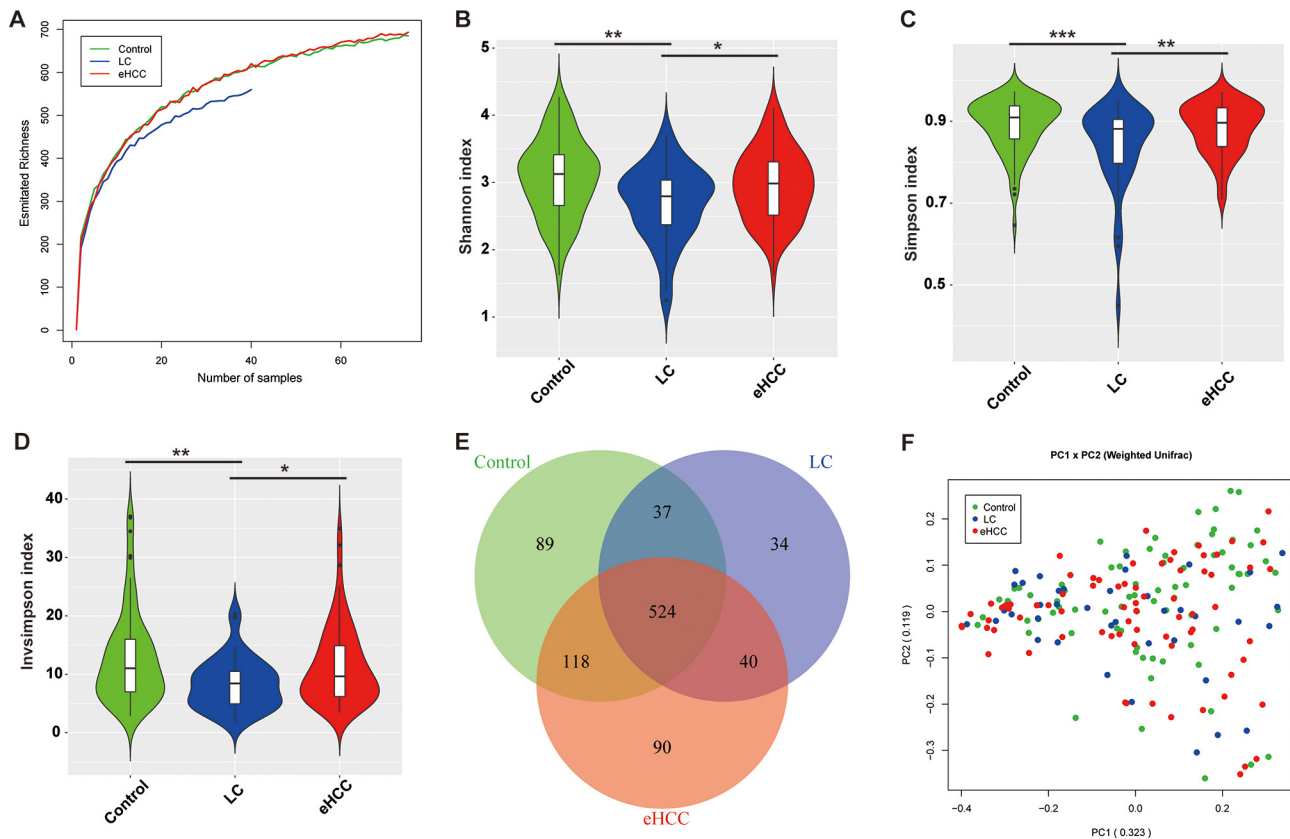 A
Esmitated Richness
700
600
500
400
300
200
100
0
Control
LC
eHCC
0 20 40 60
Number of samples
B
** *
Shannon index
5
4
3
2
1
Control LC eHCC
C
*** **
Simpson index
0.9
0.7
0.5
Control LC eHCC
D
** *
Invsimpson index
40
30
20
10
0
Control LC eHCC
E
Control LC
37
89 34
524
118 40
90
eHCC
F
PC1 x PC2 (Weighted Unifrac)
Control
LC
eHCC
PC2 ( 0.119)
0.2
0.1
0.0
−0.1
−0.2
−0.3
−0.4 −0.2 0.0 0.2
PC1 ( 0.323)